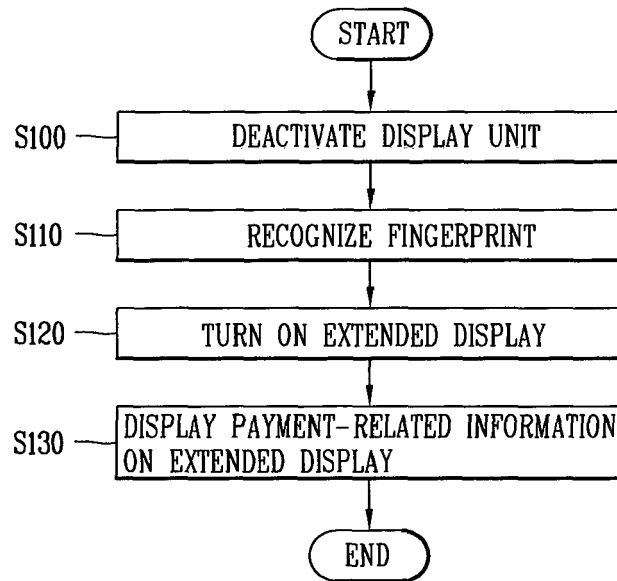 START
S100
DEACTIVATE DISPLAY UNIT
S110
RECOGNIZE FINGERPRINT
S120
TURN ON EXTENDED DISPLAY
S130
DISPLAY PAYMENT-RELATED INFORMATION
ON EXTENDED DISPLAY
END